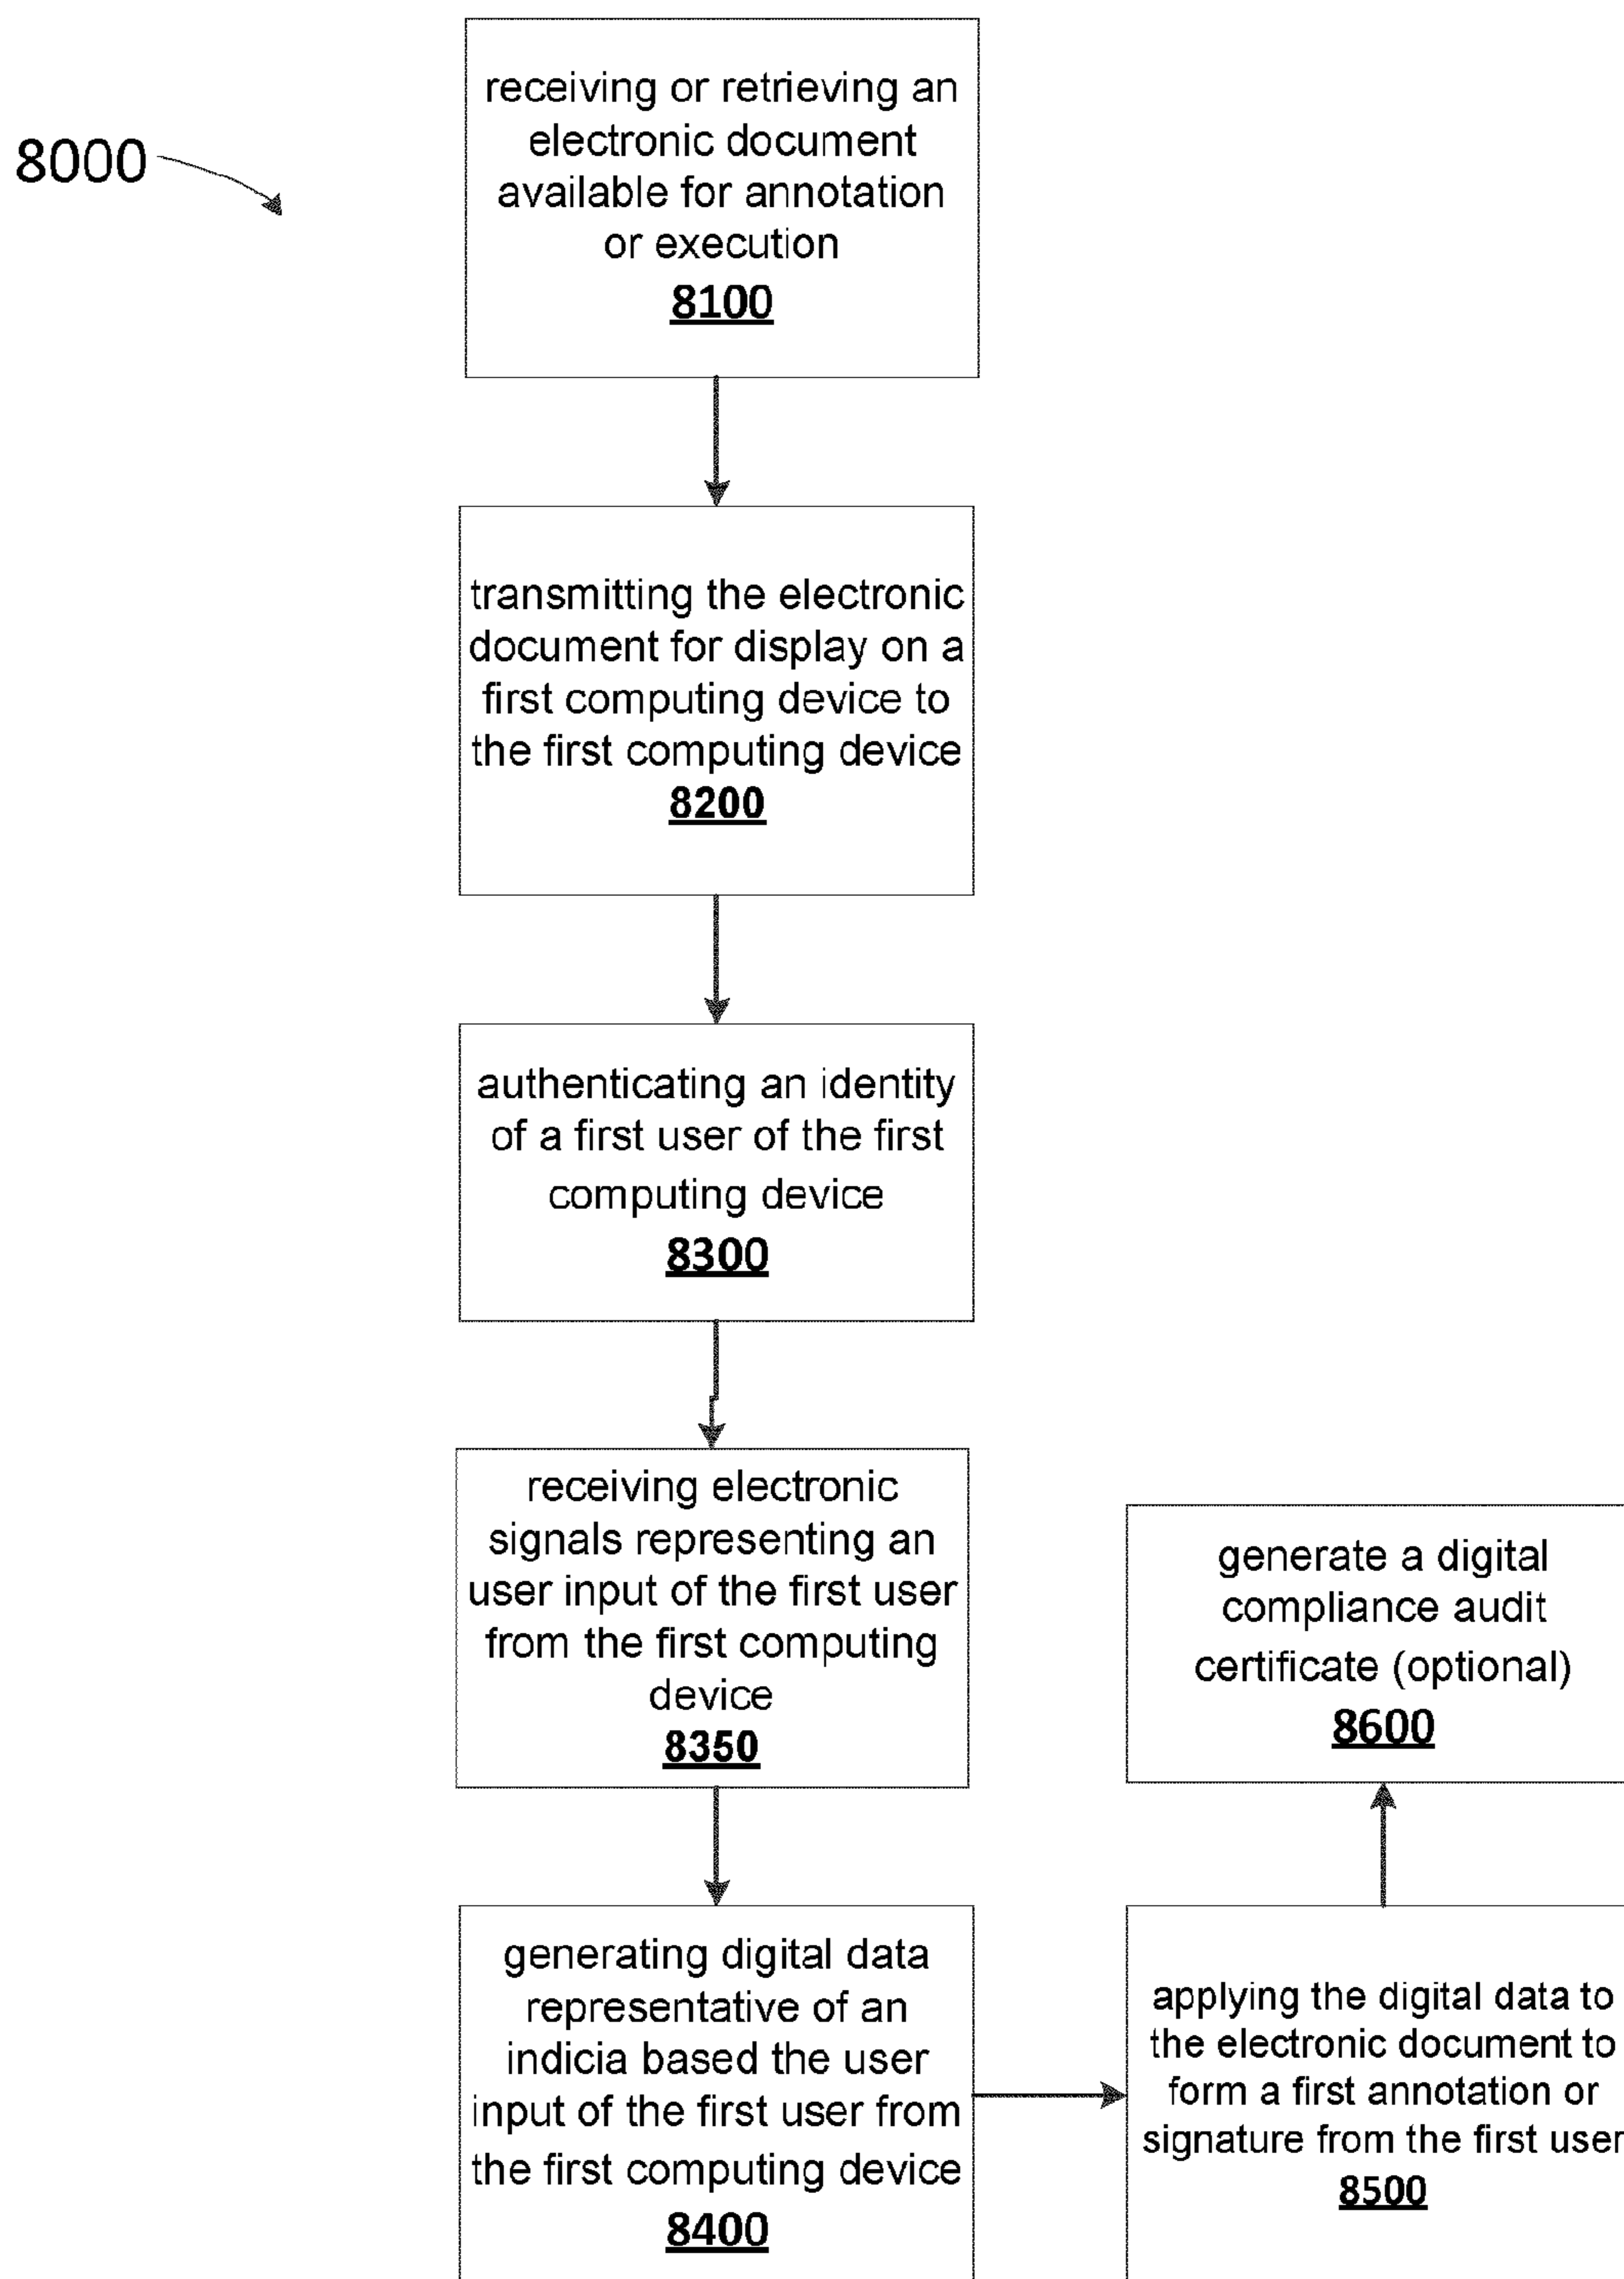 8000
receiving or retrieving an
electronic document
available for annotation
or execution
8100
transmitting the electronic
document for display on a
first computing device to
the first computing device
8200
authenticating an identity
of a first user of the first
computing device
8300
receiving electronic
signals representing an
user input of the first user
from the first computing
device
8350
generating digital data
representative of an
indicia based the user
input of the first user from
the first computing device
8400
applying the digital data to
the electronic document to
form a first annotation or
signature from the first user
8500
generate a digital
compliance audit
certificate (optional)
8600